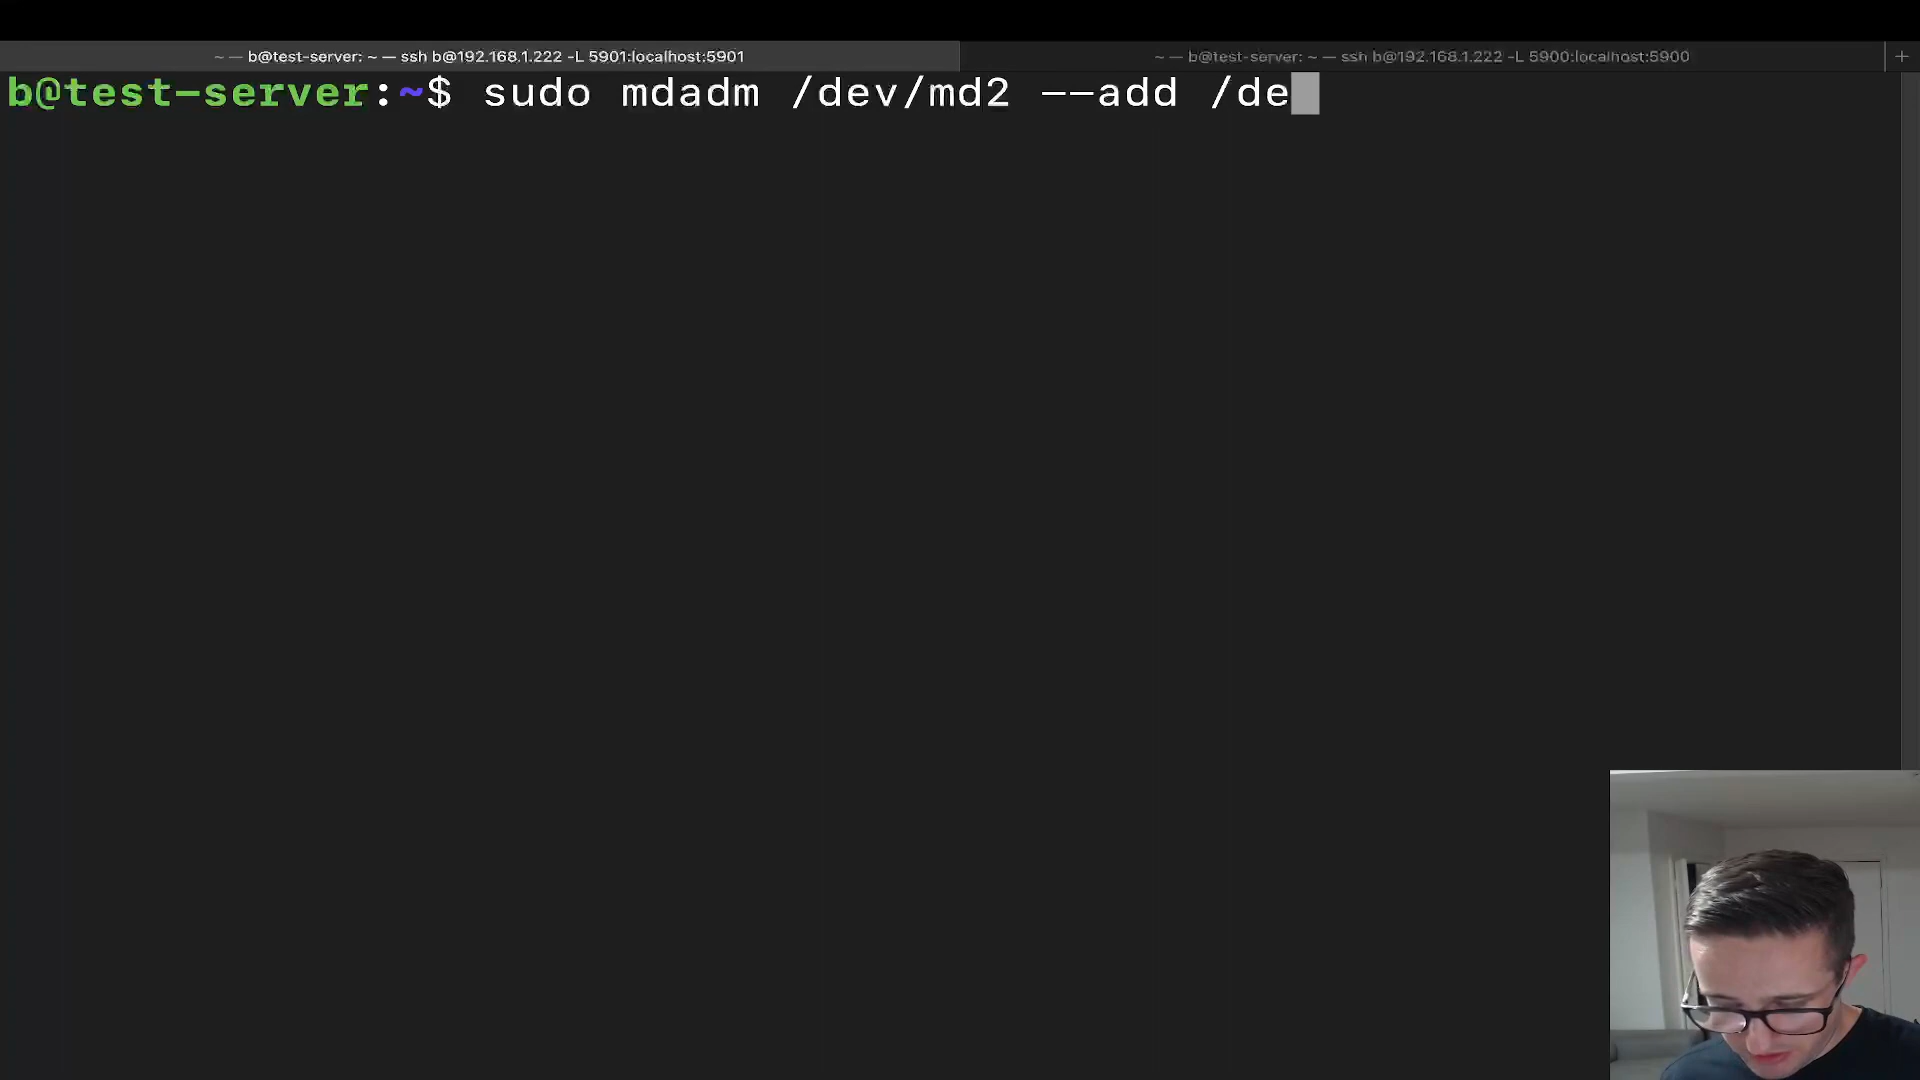 ~ — b@test-server: ~ — ssh b@192.168.1.222 -L 5901:localhost:5901
~ — b@test-server: ~ — ssh b@192.168.1.222 -L 5900:localhost:5900
+
b@test-server:~$ sudo mdadm /dev/md2 --add /de